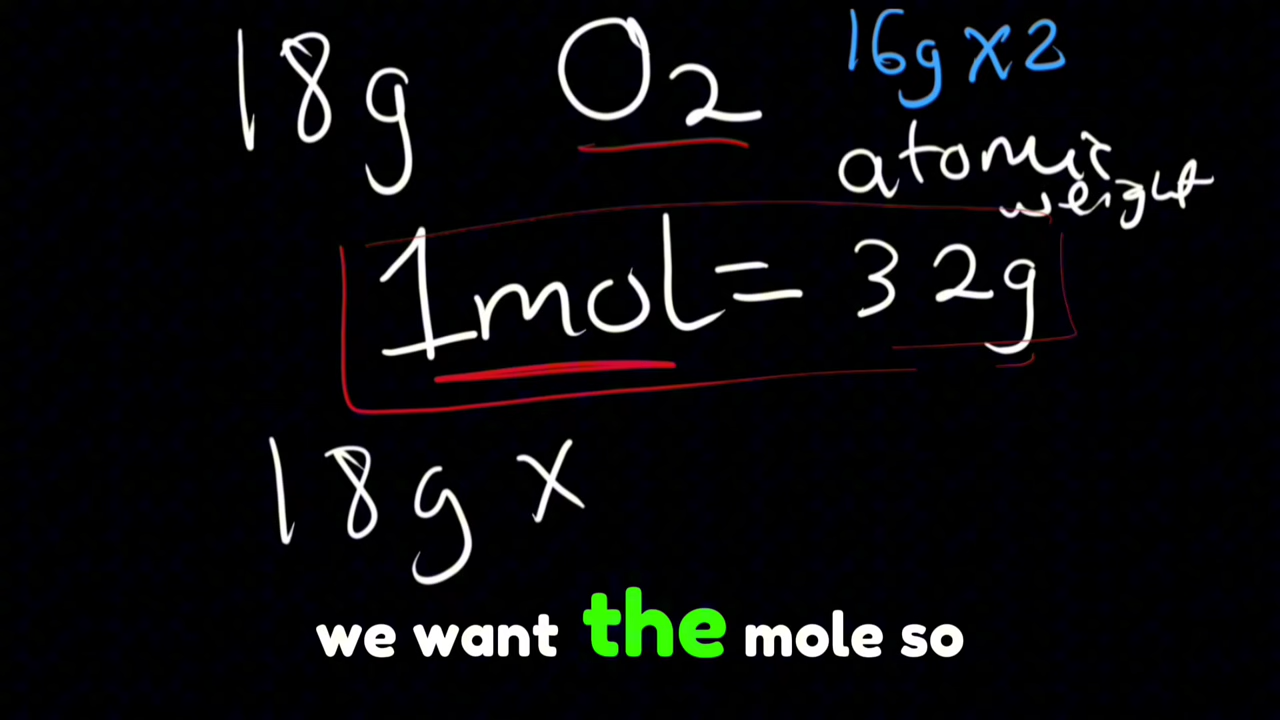 18g O2 16g x 2
atomic
weight
1mol = 32g
18g x
we want the mole so